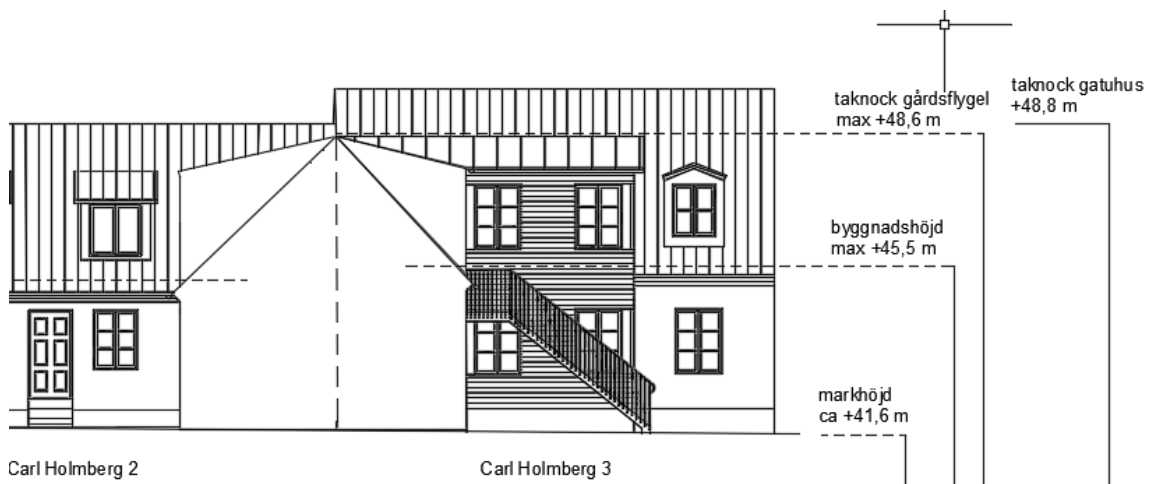 taknock gårdsflygel
max +48,6 m
taknock gatuhus
+48,8 m
byggnadshöjd
max +45,5 m
markhöjd
ca +41,6 m
Carl Holmberg 2
Carl Holmberg 3